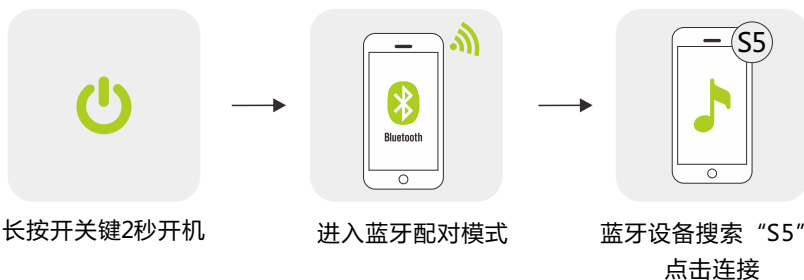 S5
Bluetooth
长按开关键2秒开机
进入蓝牙配对模式
蓝牙设备搜索“S5”
点击连接